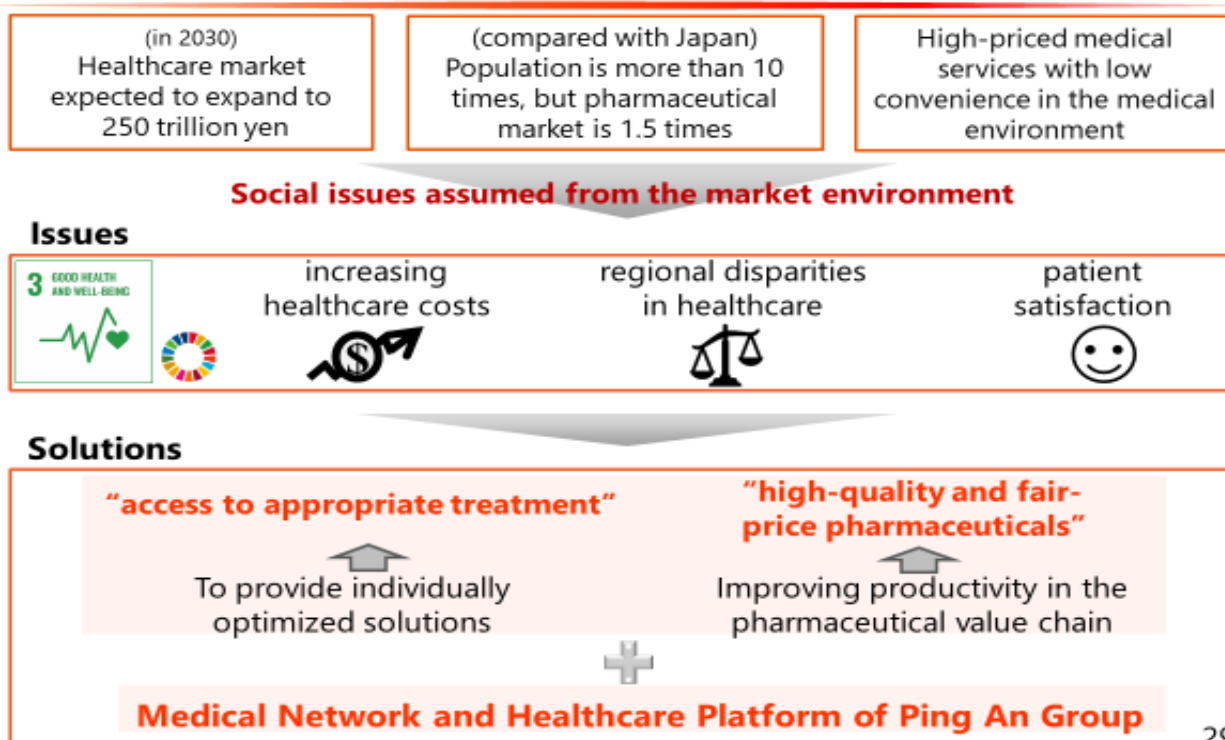 (in 2030)
Healthcare market
expected to expand to
250 trillion yen
(compared with Japan)
Population is more than 10
times, but pharmaceutical
market is 1.5 times
High-priced medical
services with low
convenience in the medical
environment
Social issues assumed from the market environment
Issues
3 GOOD HEALTH
AND WELL-BEING
increasing
healthcare costs
$
regional disparities
in healthcare
patient
satisfaction
Solutions
“access to appropriate treatment”
“high-quality and fair-
price pharmaceuticals”
To provide individually
optimized solutions
Improving productivity in the
pharmaceutical value chain
Medical Network and Healthcare Platform of Ping An Group
29